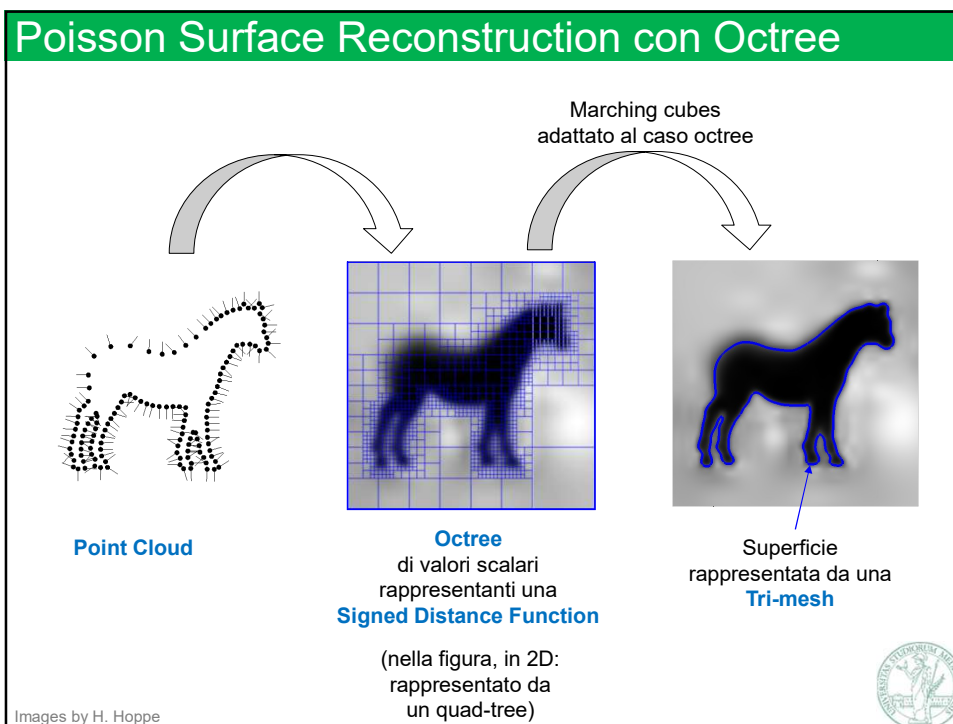 Poisson Surface Reconstruction con Octree
Marching cubes
adattato al caso octree
Point Cloud
Octree
di valori scalari
rappresentanti una
Signed Distance Function
(nella figura, in 2D:
rappresentato da
un quad-tree)
Superficie
rappresentata da una
Tri-mesh
Images by H. Hoppe